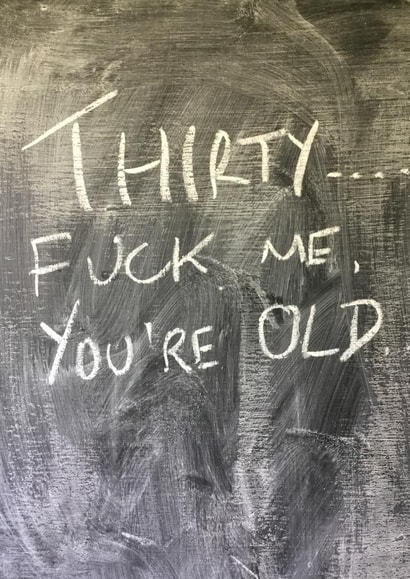 THIRTY.....
FUCK ME,
YOU'RE OLD.